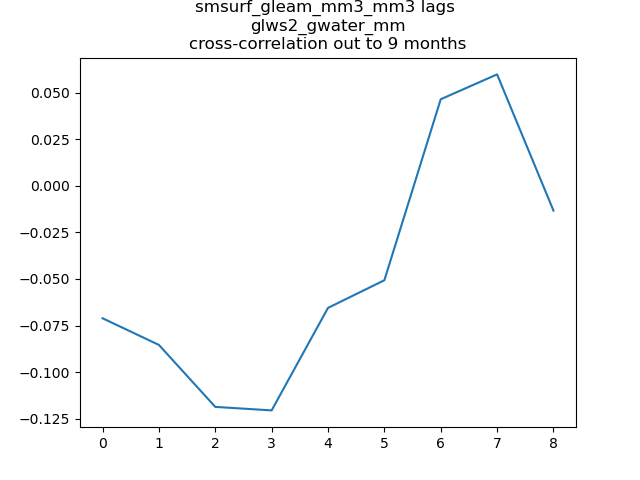 smsurf_gleam_mm3_mm3 lags
glws2_gwater_mm
cross-correlation out to 9 months
0.050
0.025
0.000
−0.025
−0.050
−0.075
−0.100
−0.125
0 1 2 3 4 5 6 7 8